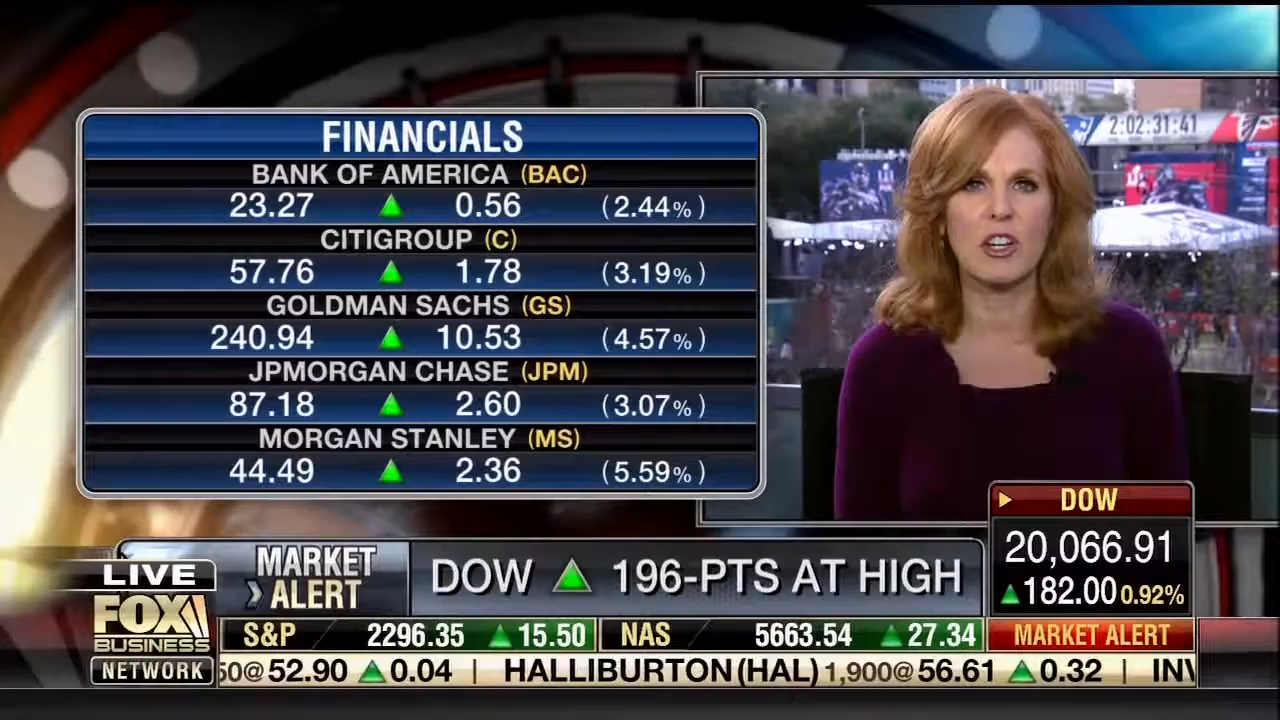 FINANCIALS
BANK OF AMERICA (BAC)
23.27 ▲ 0.56 (2.44%)
CITIGROUP (C)
57.76 ▲ 1.78 (3.19%)
GOLDMAN SACHS (GS)
240.94 ▲ 10.53 (4.57%)
JPMORGAN CHASE (JPM)
87.18 ▲ 2.60 (3.07%)
MORGAN STANLEY (MS)
44.49 ▲ 2.36 (5.59%)
2:02:31:41
LI
DOW
20,066.91
▲182.00 0.92%
MARKET ALERT
LIVE
FOX
BUSINESS
NETWORK
MARKET
ALERT
DOW ▲ 196-PTS AT HIGH
S&P 2296.35 ▲ 15.50 NAS 5663.54 ▲ 27.34
50@52.90 ▲0.04 | HALLIBURTON(HAL) 1,900@56.61 ▲0.32 | INV